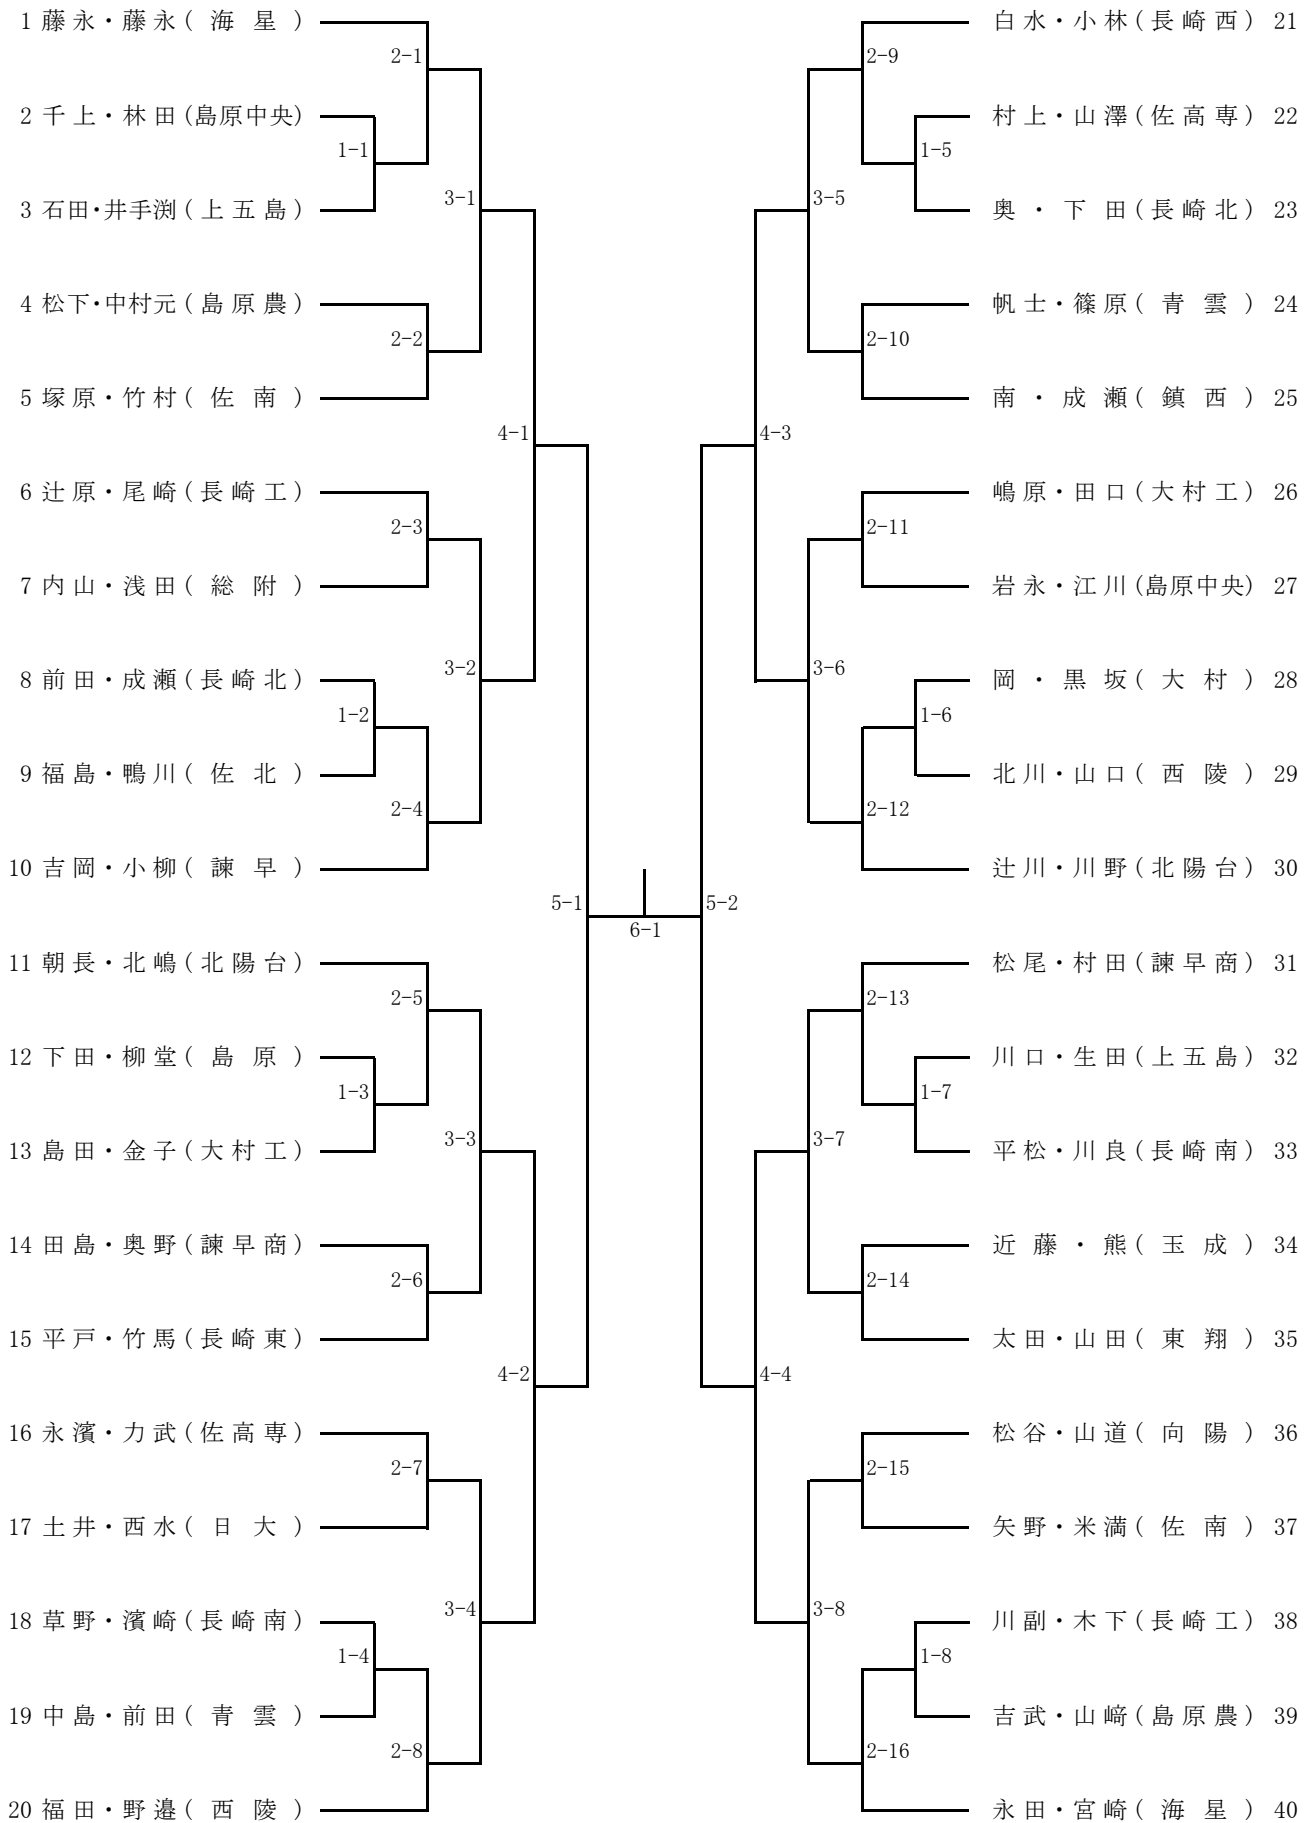 1 藤永・藤永(海星)
2 千上・林田(島原中央)
3 石田・井手渕(上五島)
4 松下・中村元(島原農)
5 塚原・竹村(佐南)
6 辻原・尾崎(長崎工)
7 内山・浅田(総附)
8 前田・成瀬(長崎北)
9 福島・鴨川(佐北)
10 吉岡・小柳(諫早)
11 朝長・北嶋(北陽台)
12 下田・柳堂(島原)
13 島田・金子(大村工)
14 田島・奥野(諫早商)
15 平戸・竹馬(長崎東)
16 永濱・力武(佐高専)
17 土井・西水(日大)
18 草野・濱崎(長崎南)
19 中島・前田(青雲)
20 福田・野邉(西陵)
2-1
1-1
3-1
2-2
4-1
2-3
3-2
1-2
2-4
5-1
2-5
1-3
3-3
2-6
4-2
2-7
3-4
1-4
2-8
6-1
2-9
1-5
3-5
2-10
4-3
2-11
3-6
1-6
2-12
5-2
2-13
1-7
3-7
2-14
4-4
2-15
3-8
1-8
2-16
白水・小林(長崎西) 21
村上・山澤(佐高専) 22
奥・下田(長崎北) 23
帆士・篠原(青雲) 24
南・成瀬(鎮西) 25
嶋原・田口(大村工) 26
岩永・江川(島原中央) 27
岡・黒坂(大村) 28
北川・山口(西陵) 29
辻川・川野(北陽台) 30
松尾・村田(諫早商) 31
川口・生田(上五島) 32
平松・川良(長崎南) 33
近藤・熊(玉成) 34
太田・山田(東翔) 35
松谷・山道(向陽) 36
矢野・米満(佐南) 37
川副・木下(長崎工) 38
吉武・山﨑(島原農) 39
永田・宮崎(海星) 40